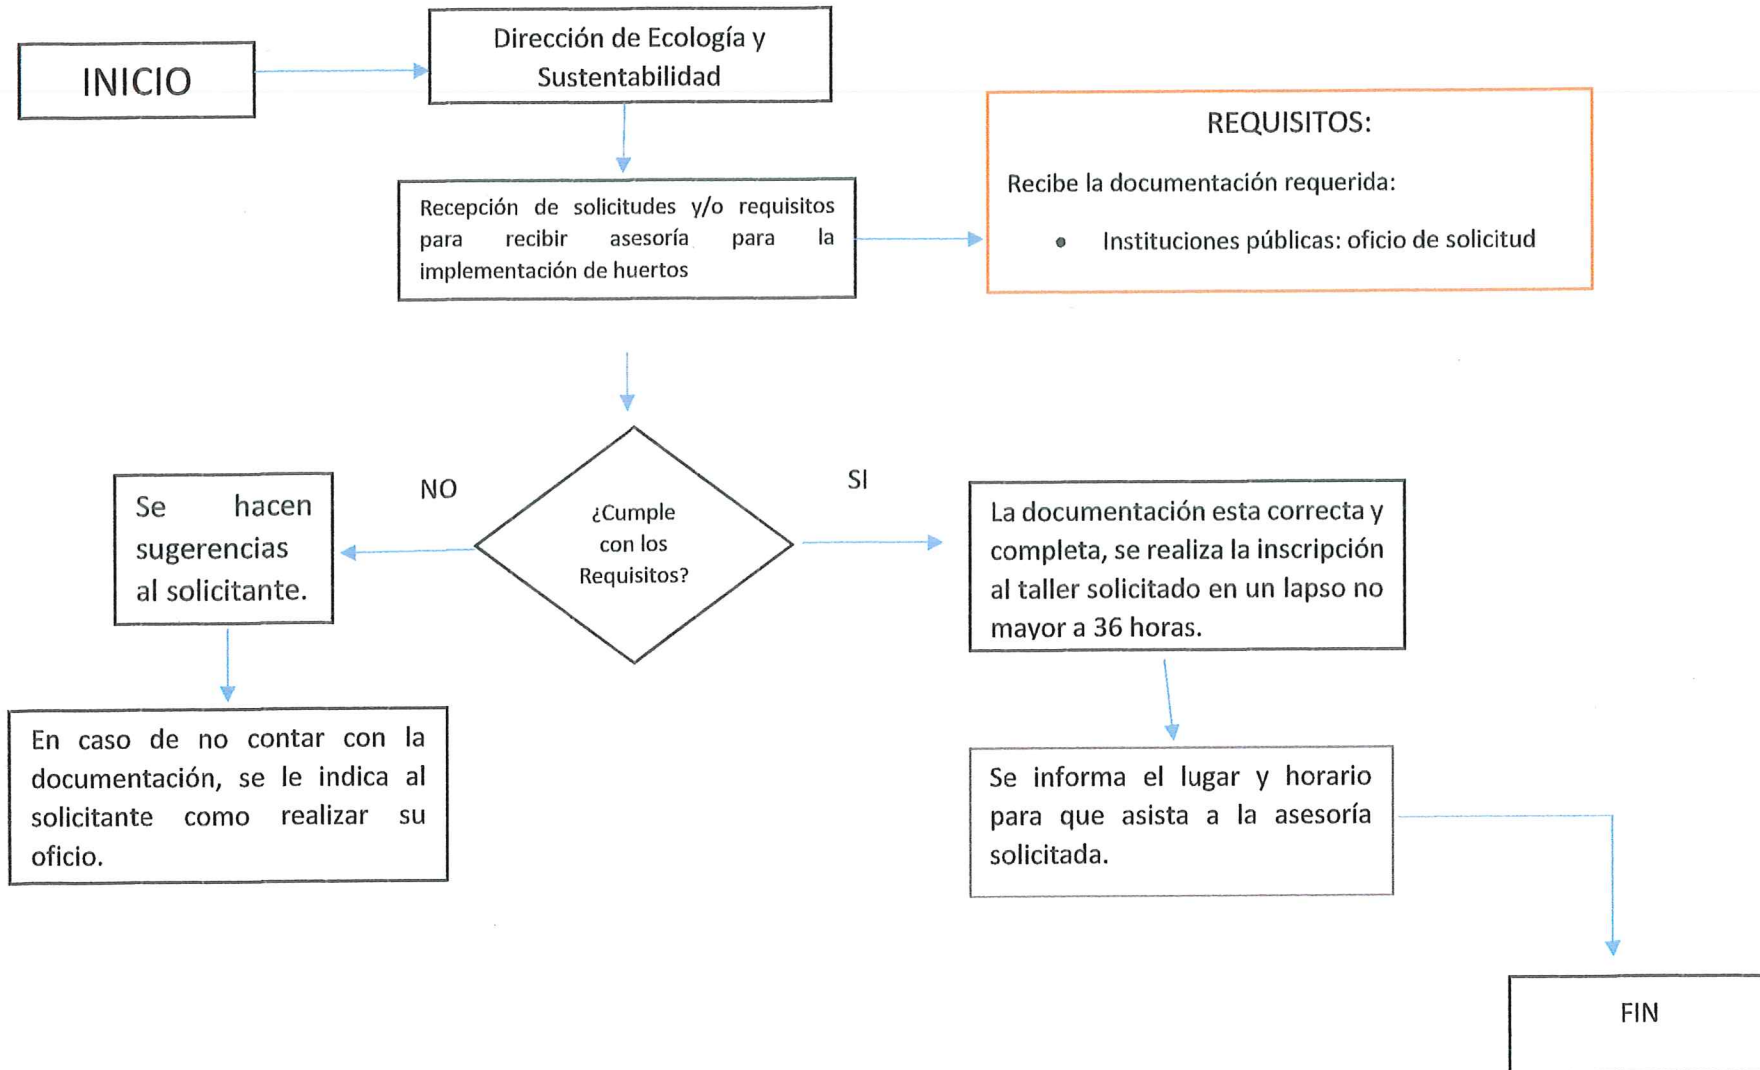 INICIO
Dirección de Ecología y
Sustentabilidad
REQUISITOS:
Recibe la documentación requerida:
• Instituciones públicas: oficio de solicitud
Recepción de solicitudes y/o requisitos
para recibir asesoría para la
implementación de huertos
NO
SI
¿Cumple
con los
Requisitos?
Se hacen
sugerencias
al solicitante.
La documentación esta correcta y
completa, se realiza la inscripción
al taller solicitado en un lapso no
mayor a 36 horas.
En caso de no contar con la
documentación, se le indica al
solicitante como realizar su
oficio.
Se informa el lugar y horario
para que asista a la asesoría
solicitada.
FIN